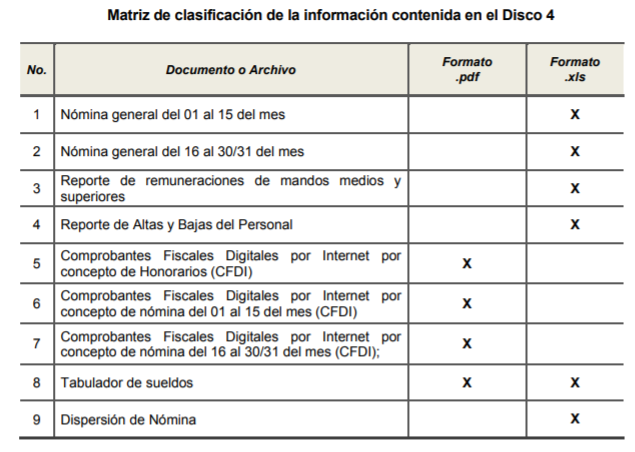 Matriz de clasificación de la información contenida en el Disco 4
No. Documento o Archivo Formato .pdf Formato .xls
1 Nómina general del 01 al 15 del mes X
2 Nómina general del 16 al 30/31 del mes X
3 Reporte de remuneraciones de mandos medios y
superiores X
4 Reporte de Altas y Bajas del Personal X
5 Comprobantes Fiscales Digitales por Internet por
concepto de Honorarios (CFDI) X
6 Comprobantes Fiscales Digitales por Internet por
concepto de nómina del 01 al 15 del mes (CFDI) X
7 Comprobantes Fiscales Digitales por Internet por
concepto de nómina del 16 al 30/31 del mes (CFDI); X
8 Tabulador de sueldos X X
9 Dispersión de Nómina X